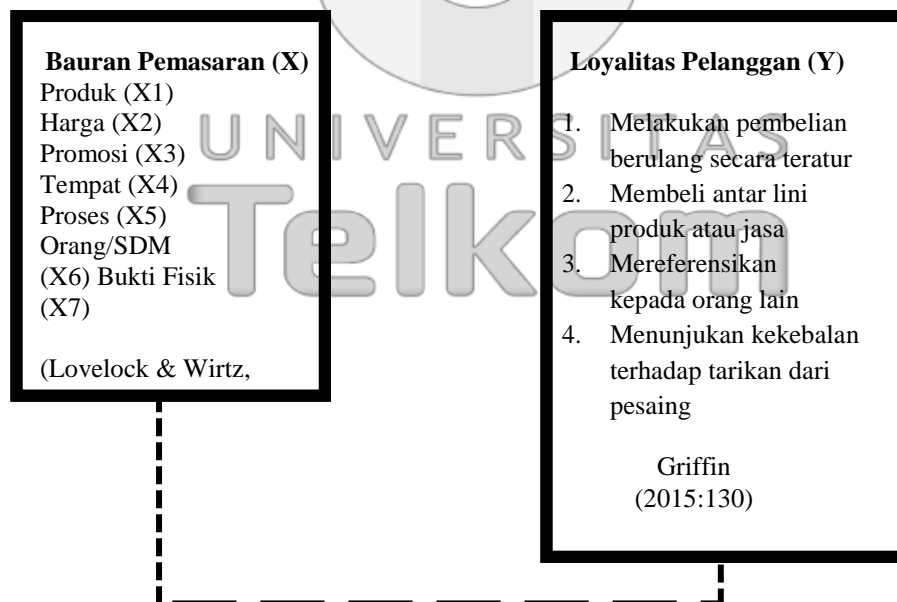 Bauran Pemasaran (X)
Produk (X1)
Harga (X2)
Promosi (X3)
Tempat (X4)
Proses (X5)
Orang/SDM
(X6) Bukti Fisik
(X7)
(Lovelock & Wirtz,
Loyalitas Pelanggan (Y)
1. Melakukan pembelian
berulang secara teratur
2. Membeli antar lini
produk atau jasa
3. Mereferensikan
kepada orang lain
4. Menunjukan kekebalan
terhadap tarikan dari
pesaing
Griffin
(2015:130)
UNIVERSITAS
Telkom